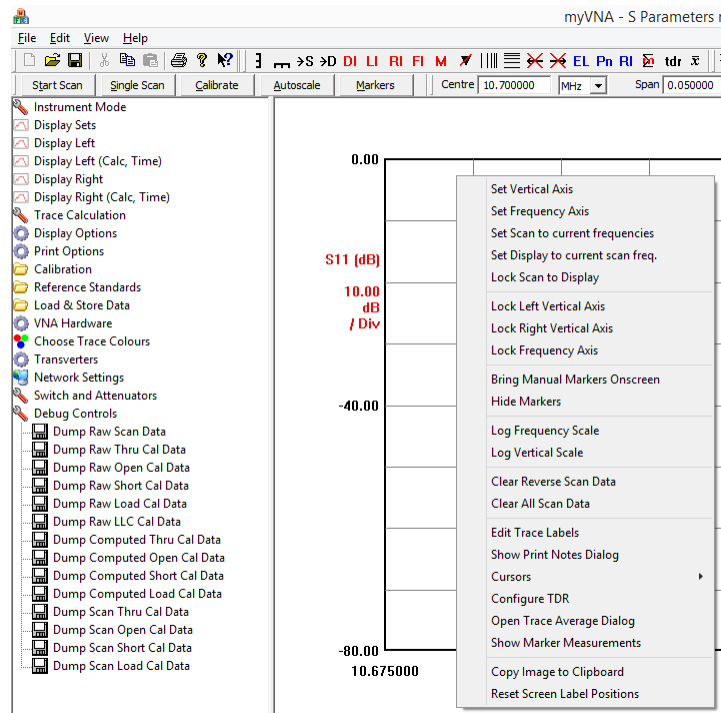 myVNA - S Parameters
File Edit View Help
→S →D DI LI RI FI M EL Pn RI tdr x̄
Start Scan Single Scan Calibrate Autoscale Markers Centre 10.700000 MHz Span 0.050000
Instrument Mode
Display Sets
Display Left
Display Left (Calc, Time)
Display Right
Display Right (Calc, Time)
Trace Calculation
Display Options
Print Options
Calibration
Reference Standards
Load & Store Data
VNA Hardware
Choose Trace Colours
Transverters
Network Settings
Switch and Attenuators
Debug Controls
Dump Raw Scan Data
Dump Raw Thru Cal Data
Dump Raw Open Cal Data
Dump Raw Short Cal Data
Dump Raw Load Cal Data
Dump Raw LLC Cal Data
Dump Computed Thru Cal Data
Dump Computed Open Cal Data
Dump Computed Short Cal Data
Dump Computed Load Cal Data
Dump Scan Thru Cal Data
Dump Scan Open Cal Data
Dump Scan Short Cal Data
Dump Scan Load Cal Data
0.00
S11 (dB)
10.00
dB
/ Div
-40.00
-80.00
10.675000
Set Vertical Axis
Set Frequency Axis
Set Scan to current frequencies
Set Display to current scan freq.
Lock Scan to Display
Lock Left Vertical Axis
Lock Right Vertical Axis
Lock Frequency Axis
Bring Manual Markers Onscreen
Hide Markers
Log Frequency Scale
Log Vertical Scale
Clear Reverse Scan Data
Clear All Scan Data
Edit Trace Labels
Show Print Notes Dialog
Cursors
Configure TDR
Open Trace Average Dialog
Show Marker Measurements
Copy Image to Clipboard
Reset Screen Label Positions